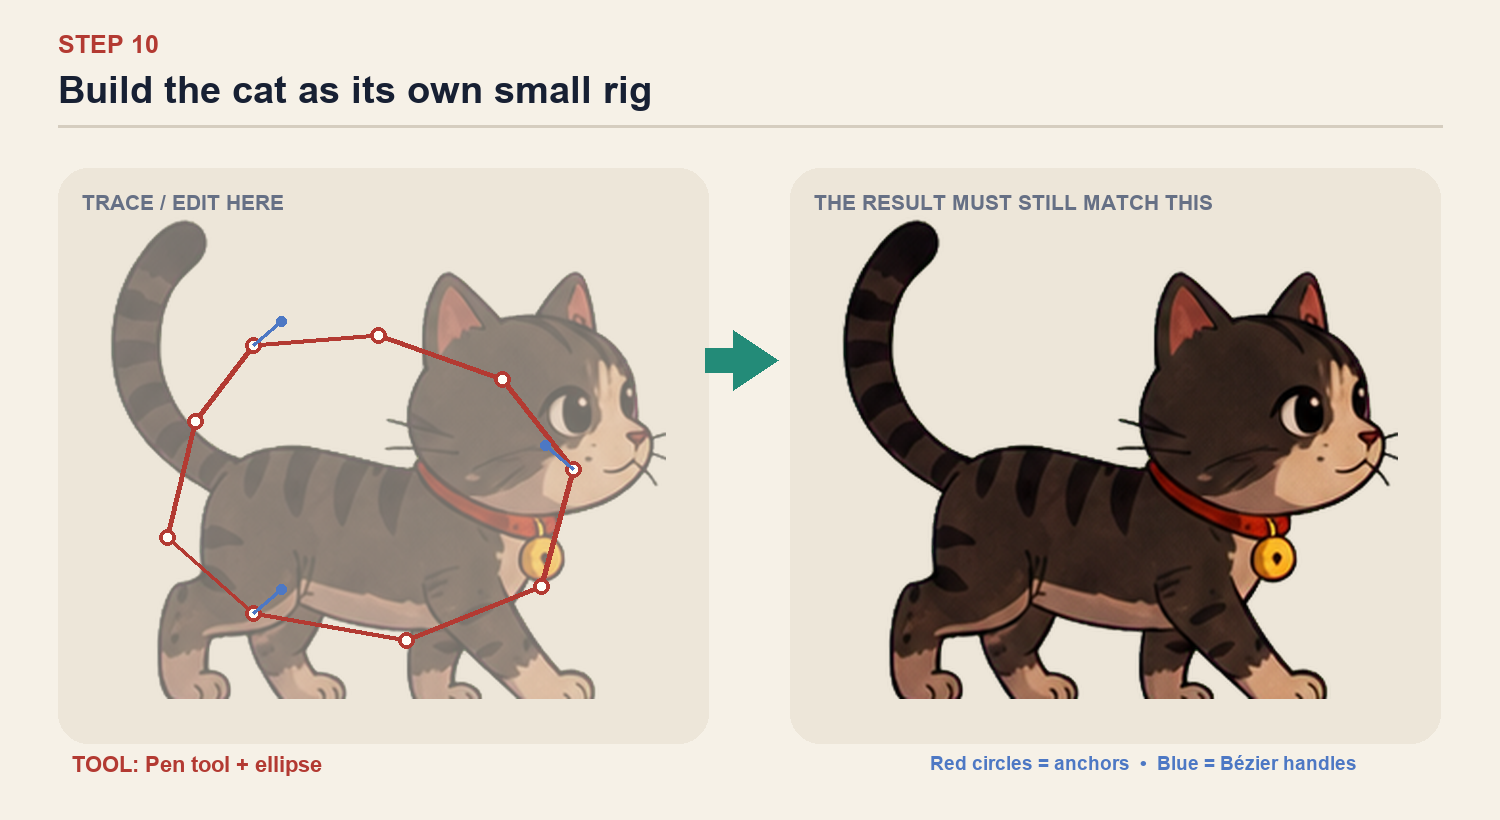 STEP 10
Build the cat as its own small rig
TRACE / EDIT HERE
THE RESULT MUST STILL MATCH THIS
TOOL: Pen tool + ellipse
Red circles = anchors • Blue = Bézier handles